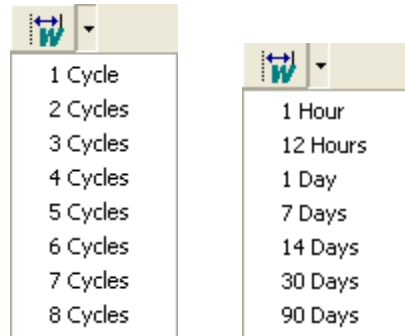 W
1 Cycle
2 Cycles
3 Cycles
4 Cycles
5 Cycles
6 Cycles
7 Cycles
8 Cycles
W
1 Hour
12 Hours
1 Day
7 Days
14 Days
30 Days
90 Days